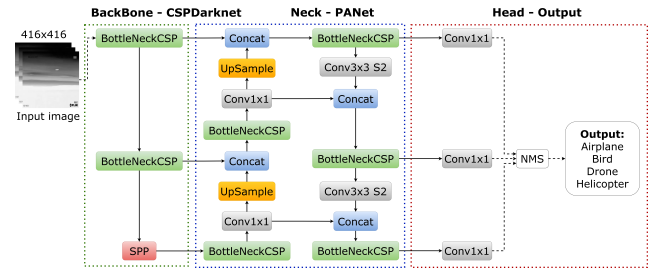 BackBone - CSPDarknet
Neck - PANet
Head - Output
416x416
Input image
BottleNeckCSP
BottleNeckCSP
SPP
Concat
UpSample
Conv1x1
BottleNeckCSP
Concat
UpSample
Conv1x1
BottleNeckCSP
BottleNeckCSP
Conv3x3 S2
Concat
BottleNeckCSP
Conv3x3 S2
Concat
BottleNeckCSP
Conv1x1
Conv1x1
Conv1x1
NMS
Output:
Airplane
Bird
Drone
Helicopter